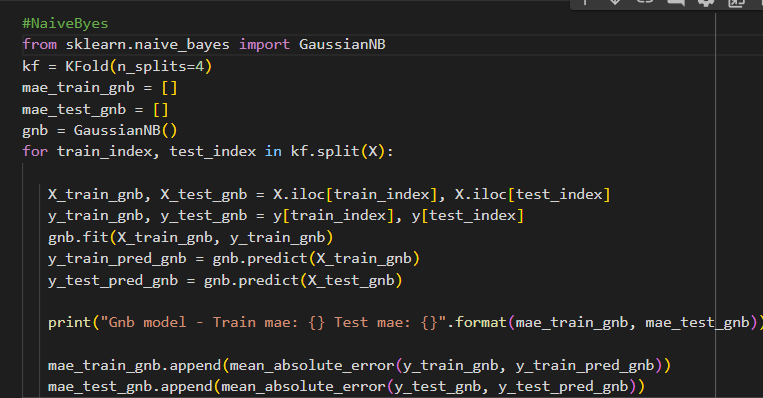 #NaiveByes
from sklearn.naive_bayes import GaussianNB
kf = KFold(n_splits=4)
mae_train_gnb = []
mae_test_gnb = []
gnb = GaussianNB()
for train_index, test_index in kf.split(X):
X_train_gnb, X_test_gnb = X.iloc[train_index], X.iloc[test_index]
y_train_gnb, y_test_gnb = y[train_index], y[test_index]
gnb.fit(X_train_gnb, y_train_gnb)
y_train_pred_gnb = gnb.predict(X_train_gnb)
y_test_pred_gnb = gnb.predict(X_test_gnb)
print("Gnb model - Train mae: {} Test mae: {}".format(mae_train_gnb, mae_test_gnb))
mae_train_gnb.append(mean_absolute_error(y_train_gnb, y_train_pred_gnb))
mae_test_gnb.append(mean_absolute_error(y_test_gnb, y_test_pred_gnb))